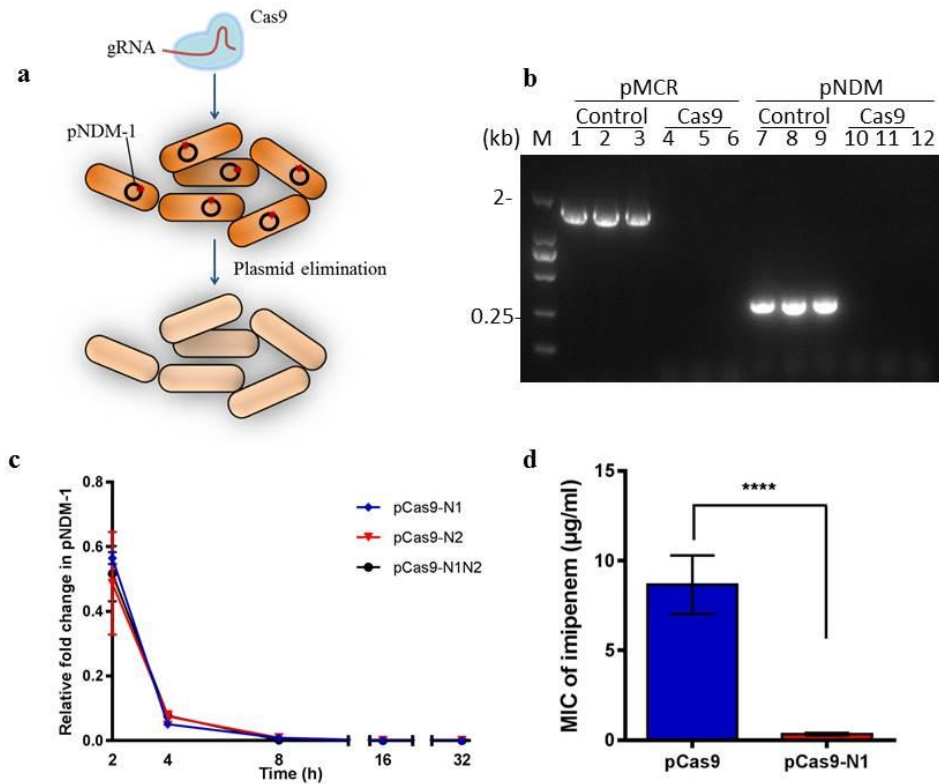 a
Cas9
gRNA
pNDM-1
Plasmid elimination
b
pMCR pNDM
Control Cas9 Control Cas9
(kb) M 1 2 3 4 5 6 7 8 9 10 11 12
2-
0.25-
c
Relative fold change in pNDM-1
0.8
0.6
0.4
0.2
0.0
2 4 8 16 32
Time (h)
pCas9-N1
pCas9-N2
pCas9-N1N2
d
MIC of imipenem (μg/ml)
15
10
5
0
****
pCas9 pCas9-N1